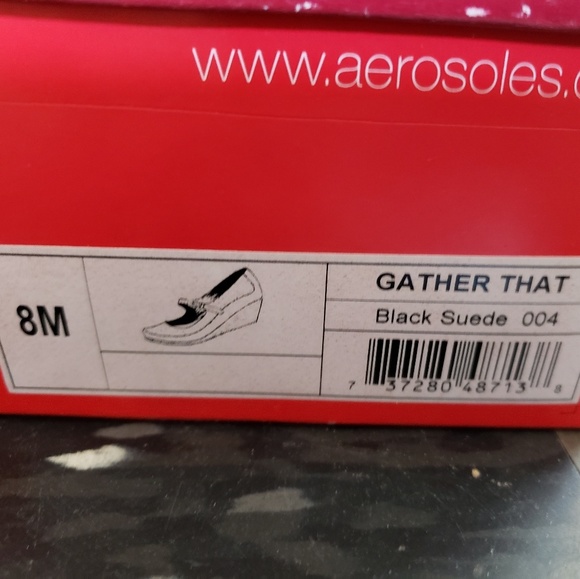 www.aerosoles.c
8M
GATHER THAT
Black Suede 004
7 37280 48713 8